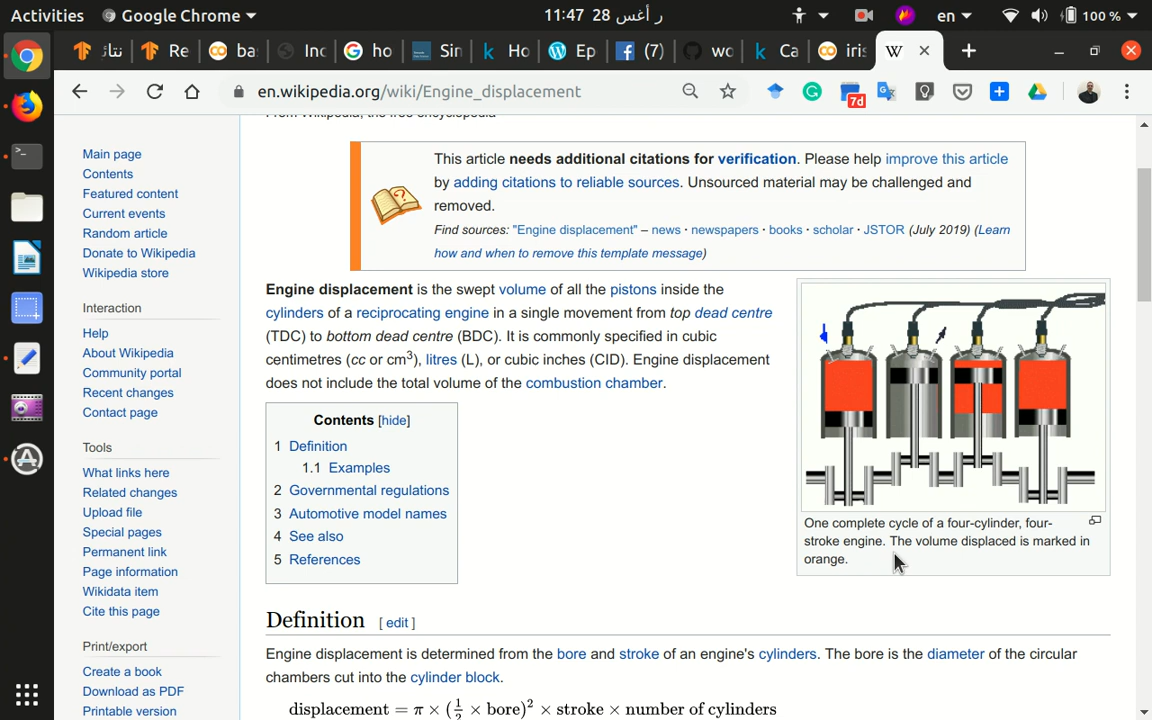 Activities Google Chrome 11:47 28 ر أغس en 100 %
نتائ Re ba Inc ho Sin Ho Ep (7) wo Ca iris W
en.wikipedia.org/wiki/Engine_displacement 7d
From Wikipedia, the free encyclopedia
Main page
Contents
Featured content
Current events
Random article
Donate to Wikipedia
Wikipedia store
Interaction
Help
About Wikipedia
Community portal
Recent changes
Contact page
Tools
What links here
Related changes
Upload file
Special pages
Permanent link
Page information
Wikidata item
Cite this page
Print/export
Create a book
Download as PDF
Printable version
This article needs additional citations for verification. Please help improve this article
by adding citations to reliable sources. Unsourced material may be challenged and
removed.
Find sources: "Engine displacement" – news · newspapers · books · scholar · JSTOR (July 2019) (Learn
how and when to remove this template message)
Engine displacement is the swept volume of all the pistons inside the
cylinders of a reciprocating engine in a single movement from top dead centre
(TDC) to bottom dead centre (BDC). It is commonly specified in cubic
centimetres (cc or cm³), litres (L), or cubic inches (CID). Engine displacement
does not include the total volume of the combustion chamber.
One complete cycle of a four-cylinder, four-
stroke engine. The volume displaced is marked in
orange.
Contents [hide]
1 Definition
1.1 Examples
2 Governmental regulations
3 Automotive model names
4 See also
5 References
Definition [ edit ]
Engine displacement is determined from the bore and stroke of an engine's cylinders. The bore is the diameter of the circular
chambers cut into the cylinder block.
displacement = π × (½ × bore)² × stroke × number of cylinders